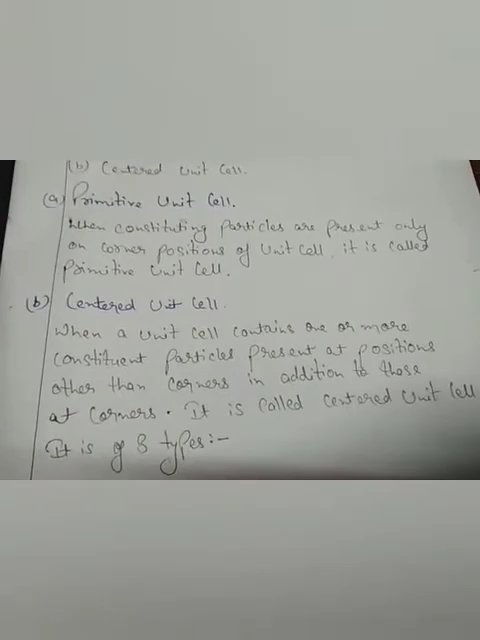 (b) Centered Unit Cell.
(a) Primitive Unit Cell.
When constituting Particles are Present only
on corner positions of Unit Cell, it is called
Primitive Unit Cell.
(b) Centered Unit Cell.
When a unit cell contains one or more
Constituent Particles Present at Positions
other than Corners in addition to those
at Corners. It is Called Centered Unit Cell
It is of 3 types:-